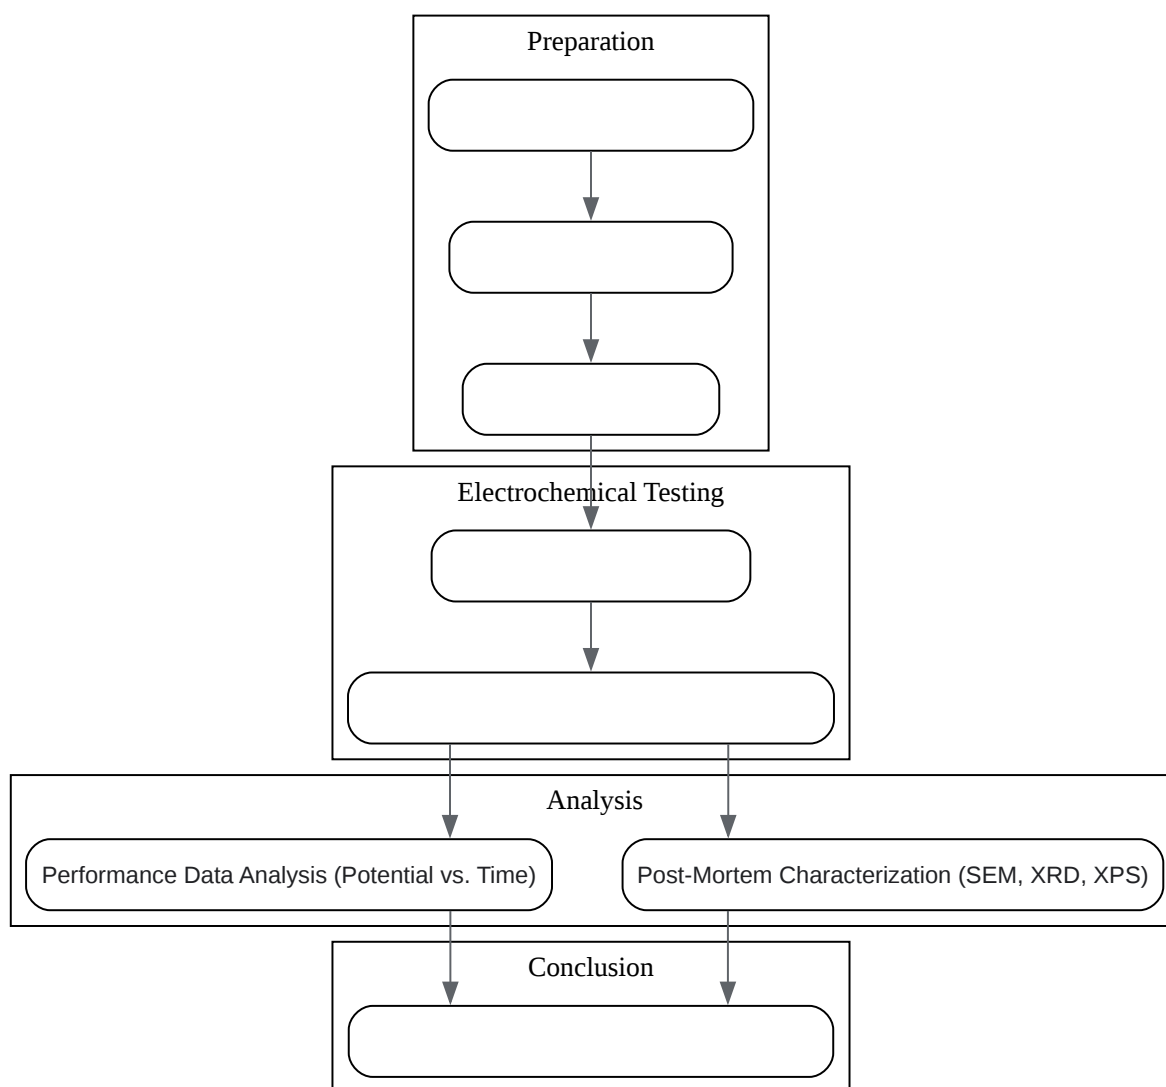 Preparation
Electrochemical Testing
Analysis
Performance Data Analysis (Potential vs. Time)
Post-Mortem Characterization (SEM, XRD, XPS)
Conclusion